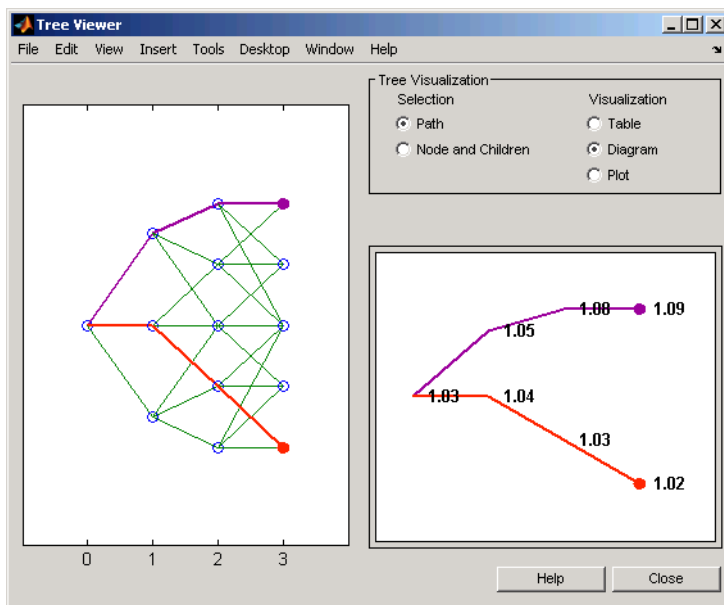 Tree Viewer
File Edit View Insert Tools Desktop Window Help
Tree Visualization
Selection Visualization
Path Table
Node and Children Diagram
Plot
1.08 1.09
1.05
1.03 1.04
1.03
1.02
0 1 2 3
Help Close